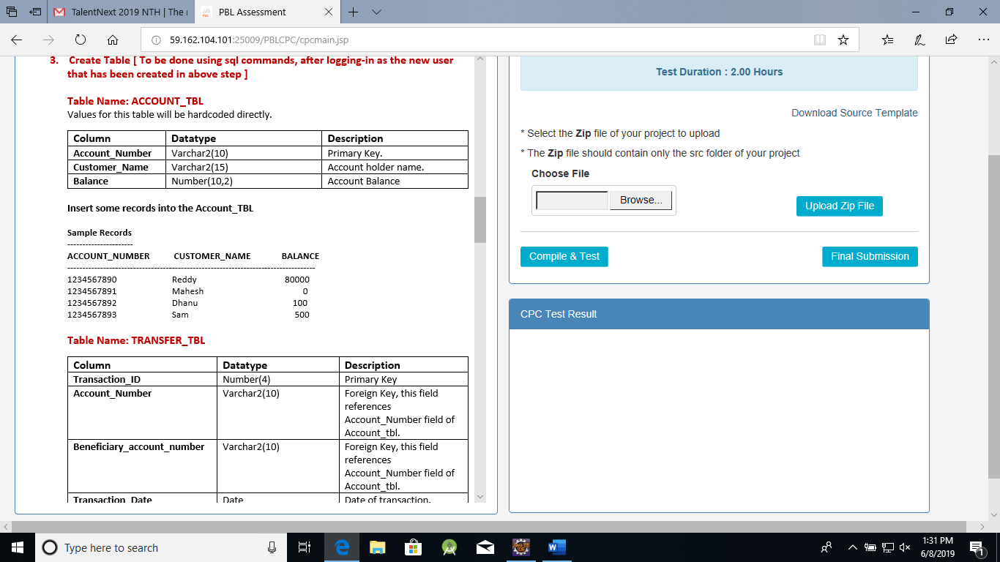 TalentNext 2019 NTH | The
PBL Assessment
59.162.104.101:25009/PBLCPC/cpcmain.jsp
3. Create Table [ To be done using sql commands, after logging-in as the new user
that has been created in above step ]
Table Name: ACCOUNT_TBL
Values for this table will be hardcoded directly.
Column Datatype Description
Account_Number Varchar2(10) Primary Key.
Customer_Name Varchar2(15) Account holder name.
Balance Number(10,2) Account Balance
Insert some records into the Account_TBL
Sample Records
----------------------
ACCOUNT_NUMBER CUSTOMER_NAME BALANCE
--------------------------------------------------------------------------------
1234567890 Reddy 80000
1234567891 Mahesh 0
1234567892 Dhanu 100
1234567893 Sam 500
Table Name: TRANSFER_TBL
Column Datatype Description
Transaction_ID Number(4) Primary Key
Account_Number Varchar2(10) Foreign Key, this field
references
Account_Number field of
Account_tbl.
Beneficiary_account_number Varchar2(10) Foreign Key, this field
references
Account_Number field of
Account_tbl.
Transaction_Date Date Date of transaction.
Test Duration : 2.00 Hours
Download Source Template
* Select the Zip file of your project to upload
* The Zip file should contain only the src folder of your project
Choose File
Browse...
Upload Zip File
Compile & Test
Final Submission
CPC Test Result
Type here to search
1:31 PM
6/8/2019
1